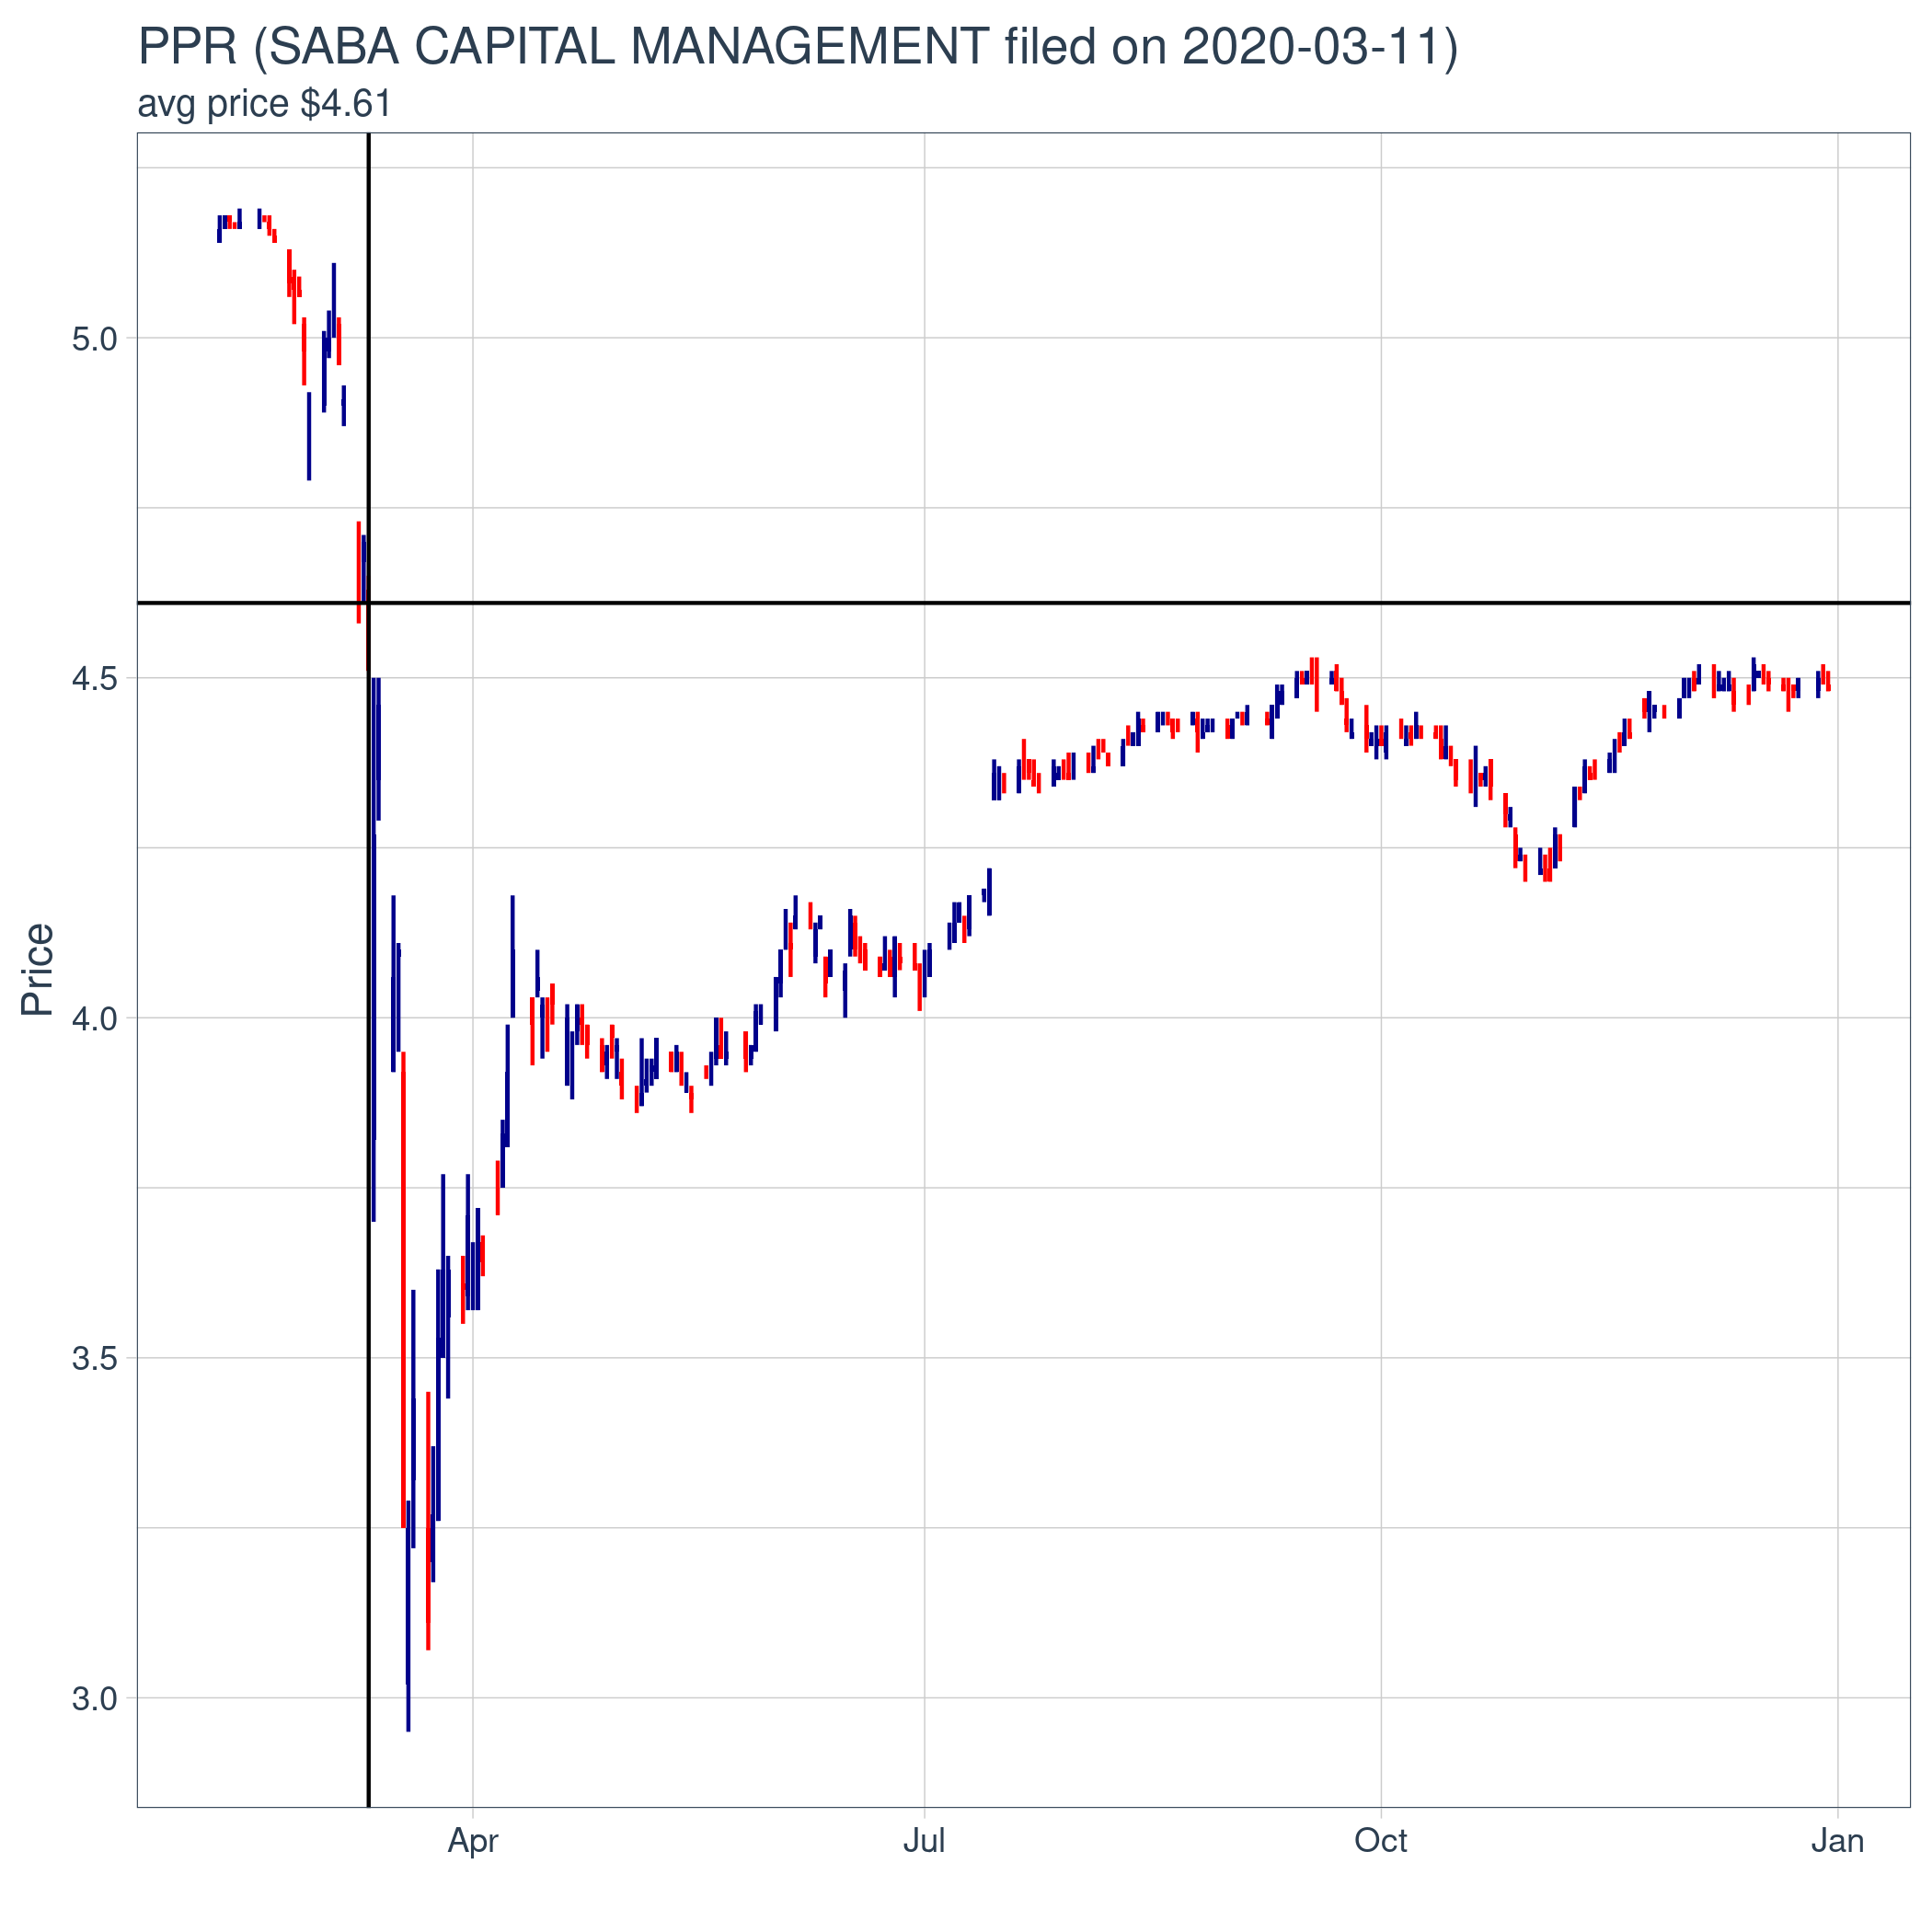 PPR (SABA CAPITAL MANAGEMENT filed on 2020-03-11)
avg price $4.61
5.0
4.5
4.0
3.5
3.0
Price
Apr Jul Oct Jan